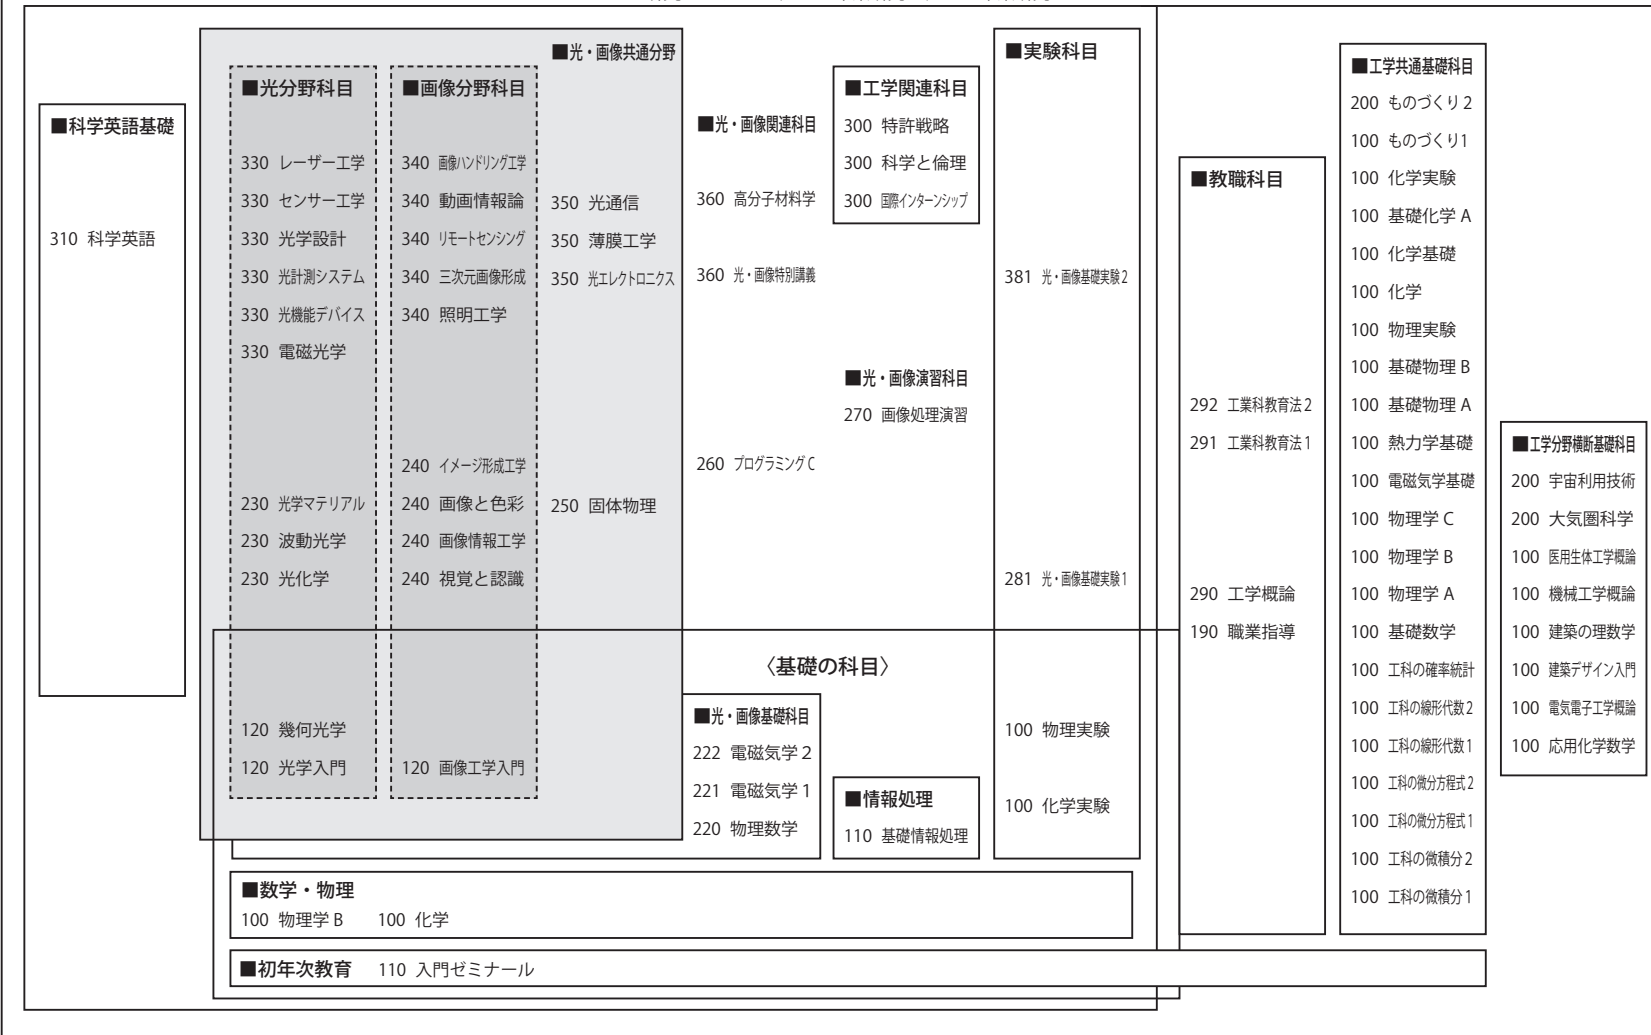 ■科学英語基礎
310 科学英語
■光・画像共通分野
■光分野科目
330 レーザー工学
330 センサー工学
330 光学設計
330 光計測システム
330 光機能デバイス
330 電磁光学
230 光学マテリアル
230 波動光学
230 光化学
120 幾何光学
120 光学入門
■画像分野科目
340 画像ハンドリング工学
340 動画情報論
340 リモートセンシング
340 三次元画像形成
340 照明工学
240 イメージ形成工学
240 画像と色彩
240 画像情報工学
240 視覚と認識
120 画像工学入門
350 光通信
350 薄膜工学
350 光エレクトロニクス
250 固体物理
■光・画像関連科目
360 高分子材料学
360 光・画像特別講義
260 プログラミング C
■工学関連科目
300 特許戦略
300 科学と倫理
300 国際インターンシップ
■光・画像演習科目
270 画像処理演習
■実験科目
381 光・画像基礎実験2
281 光・画像基礎実験1
100 物理実験
100 化学実験
〈基礎の科目〉
■光・画像基礎科目
222 電磁気学 2
221 電磁気学 1
220 物理数学
■情報処理
110 基礎情報処理
■数学・物理
100 物理学 B 100 化学
■初年次教育 110 入門ゼミナール
■教職科目
292 工業科教育法 2
291 工業科教育法 1
290 工学概論
190 職業指導
■工学共通基礎科目
200 ものづくり 2
100 ものづくり1
100 化学実験
100 基礎化学 A
100 化学基礎
100 化学
100 物理実験
100 基礎物理 B
100 基礎物理 A
100 熱力学基礎
100 電磁気学基礎
100 物理学 C
100 物理学 B
100 物理学 A
100 基礎数学
100 工科の確率統計
100 工科の線形代数2
100 工科の線形代数1
100 工科の微分方程式2
100 工科の微分方程式1
100 工科の微積分 2
100 工科の微積分 1
■工学分野横断基礎科目
200 宇宙利用技術
200 大気圏科学
100 医用生体工学概論
100 機械工学概論
100 建築の理数学
100 建築デザイン入門
100 電気電子工学概論
100 応用化学数学